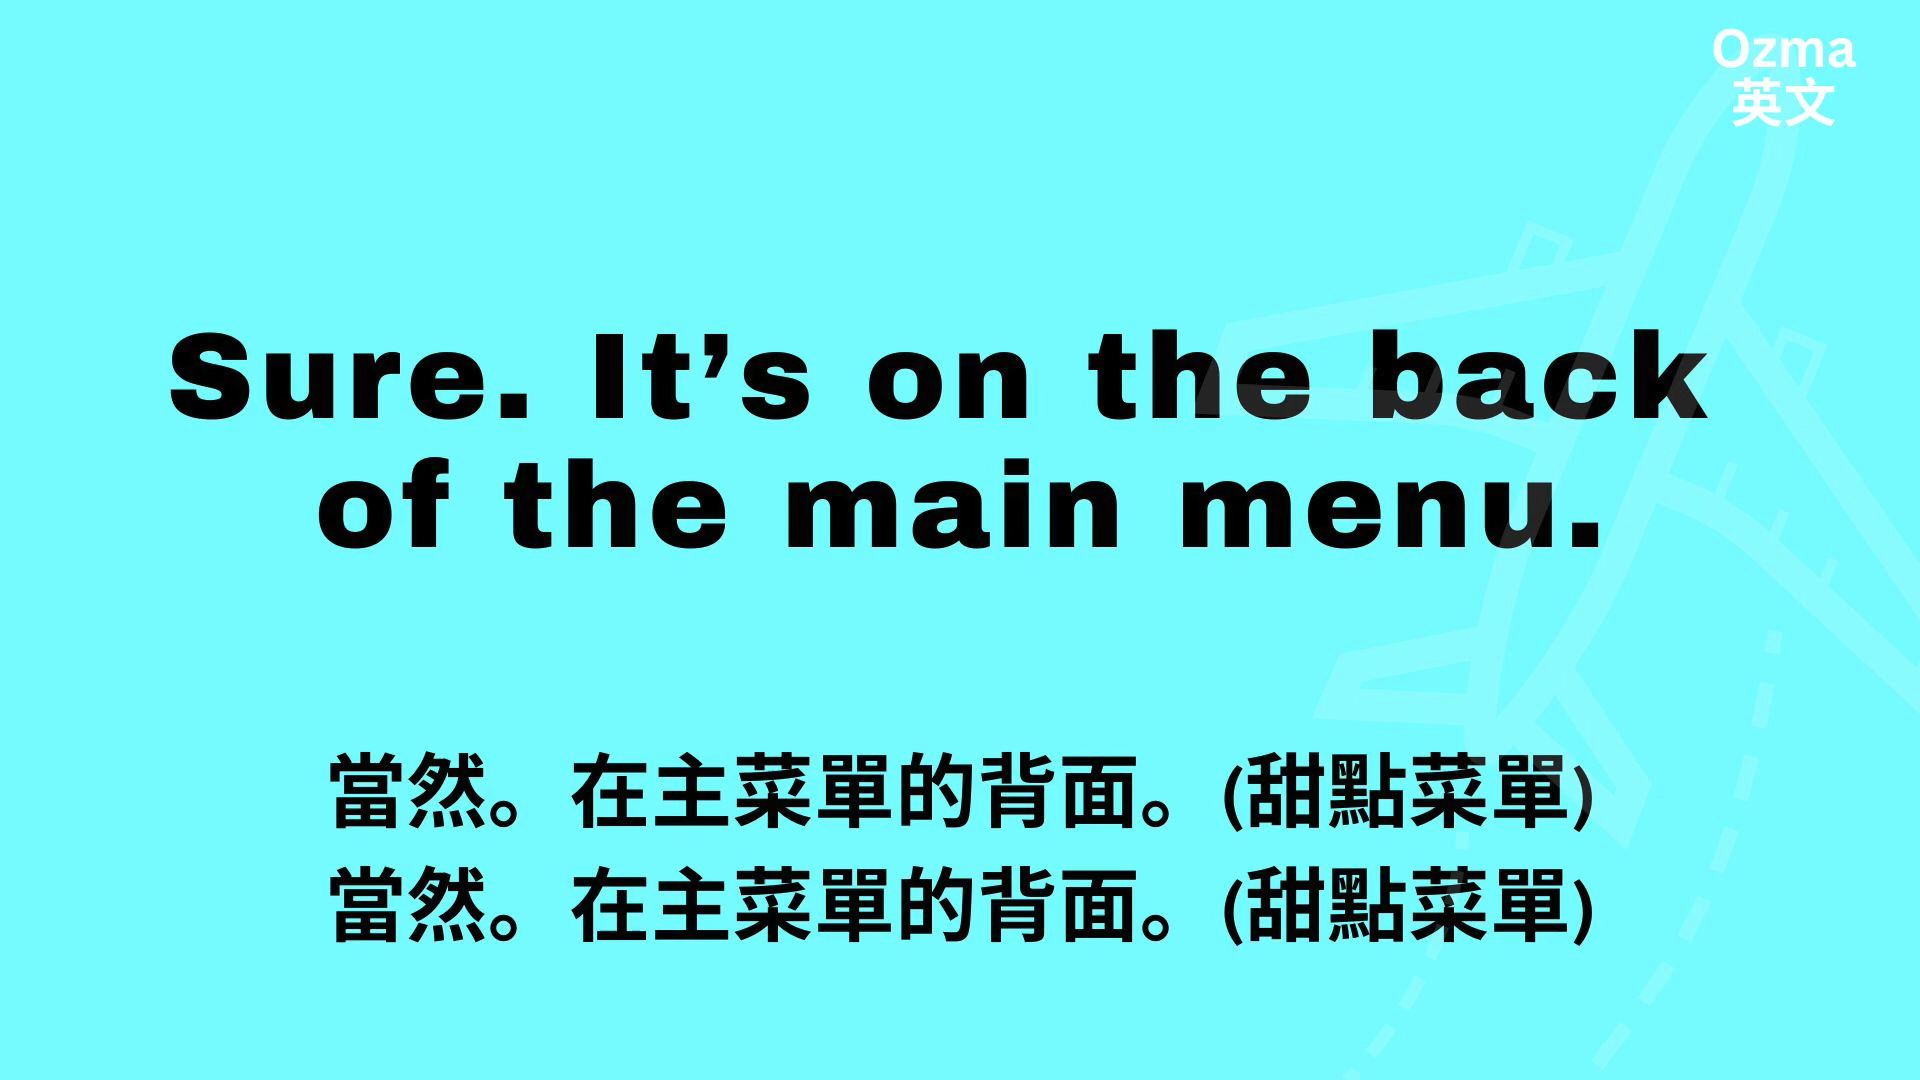 Ozma
英文
Sure. It’s on the back
of the main menu.
當然。在主菜單的背面。(甜點菜單)
當然。在主菜單的背面。(甜點菜單)